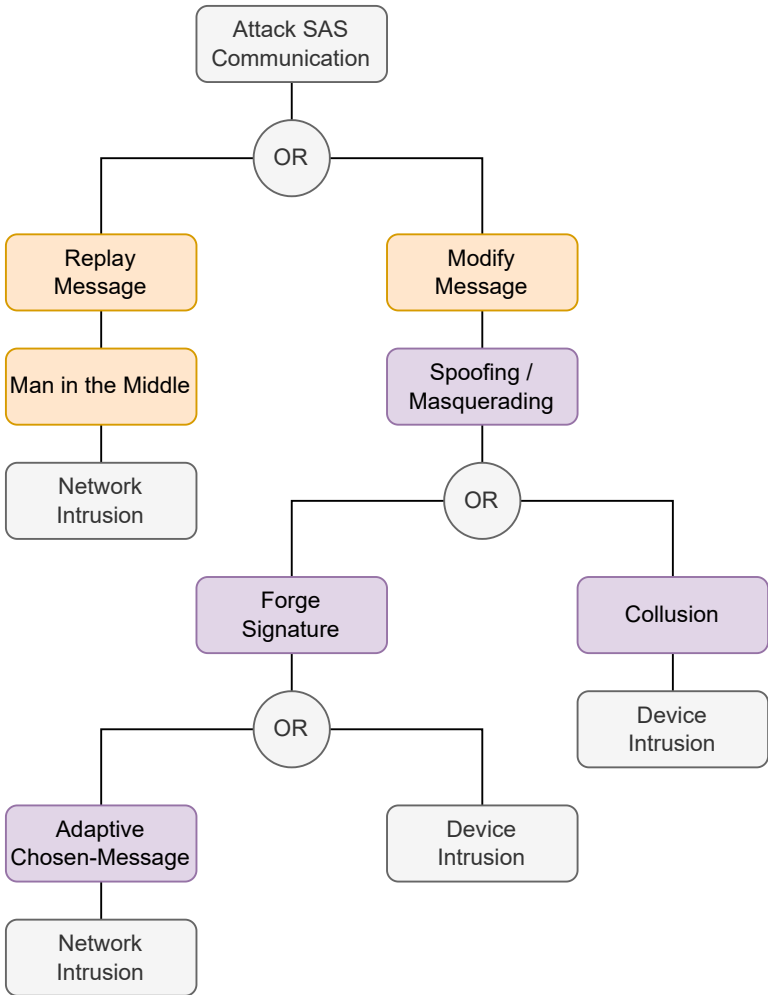 Attack SAS
Communication
OR
Replay
Message
Modify
Message
Man in the Middle
Spoofing /
Masquerading
Network
Intrusion
OR
Forge
Signature
Collusion
OR
Device
Intrusion
Adaptive
Chosen-Message
Device
Intrusion
Network
Intrusion